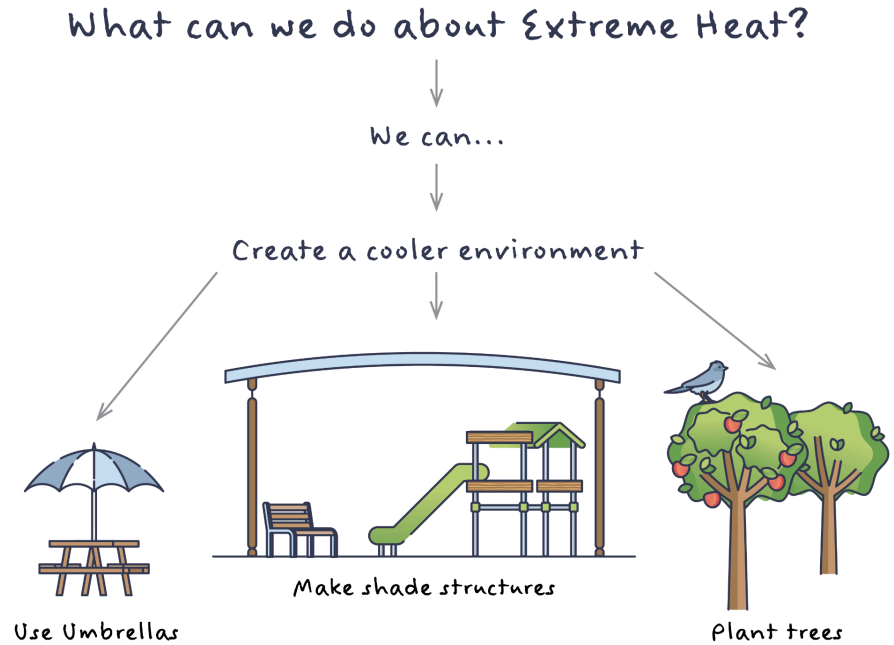 What can we do about Extreme Heat?
We can...
Create a cooler environment
Make shade structures
Use Umbrellas
Plant trees